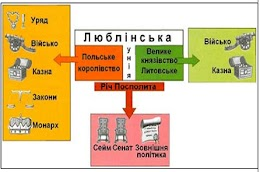 Уряд
Військо
Казна
Закони
Монарх
Люблінська
унія
Польське
королівство
Велике
князівство
Литовське
Річ Посполита
Сейм Сенат Зовнішня
політика
Військо
Казна